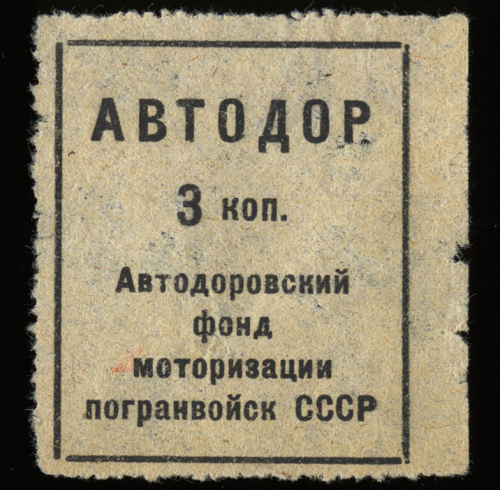 АВТОДОР
3 коп.
Автодоровский
фонд
моторизации
погранвойск СССР